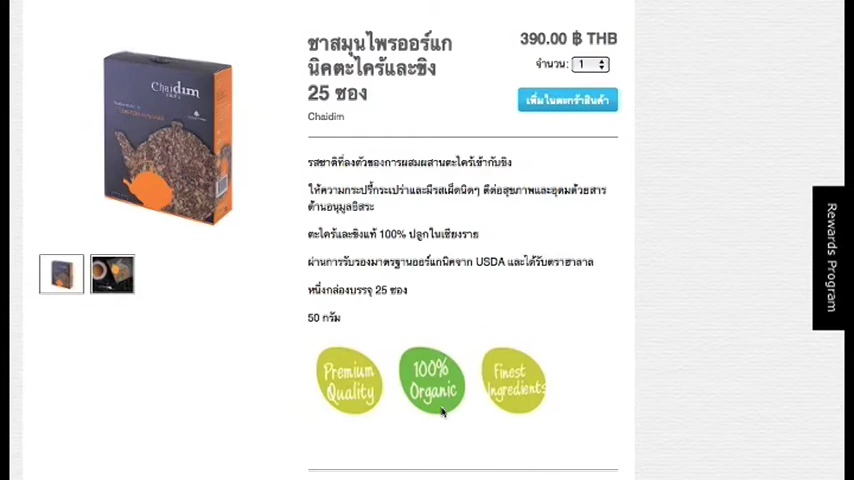 ชาสมุนไพรออร์แก
นิคตะไคร้และขิง
25 ซอง
Chaidim
390.00 ฿ THB
จำนวน: 1
เพิ่มในตะกร้าสินค้า
Chaidim
รสชาติที่ลงตัวของการผสมผสานตะไคร้เข้ากับขิง
ให้ความกระปรี้กระเปร่าและมีรสเผ็ดนิดๆ ดีต่อสุขภาพและอุดมด้วยสาร
ต้านอนุมูลอิสระ
ตะไคร้และขิงแท้ 100% ปลูกในเชียงราย
ผ่านการรับรองมาตรฐานออร์แกนิคจาก USDA และได้รับตราฮาลาล
หนึ่งกล่องบรรจุ 25 ซอง
50 กรัม
Premium
Quality
100%
Organic
Finest
Ingredients
Rewards Program